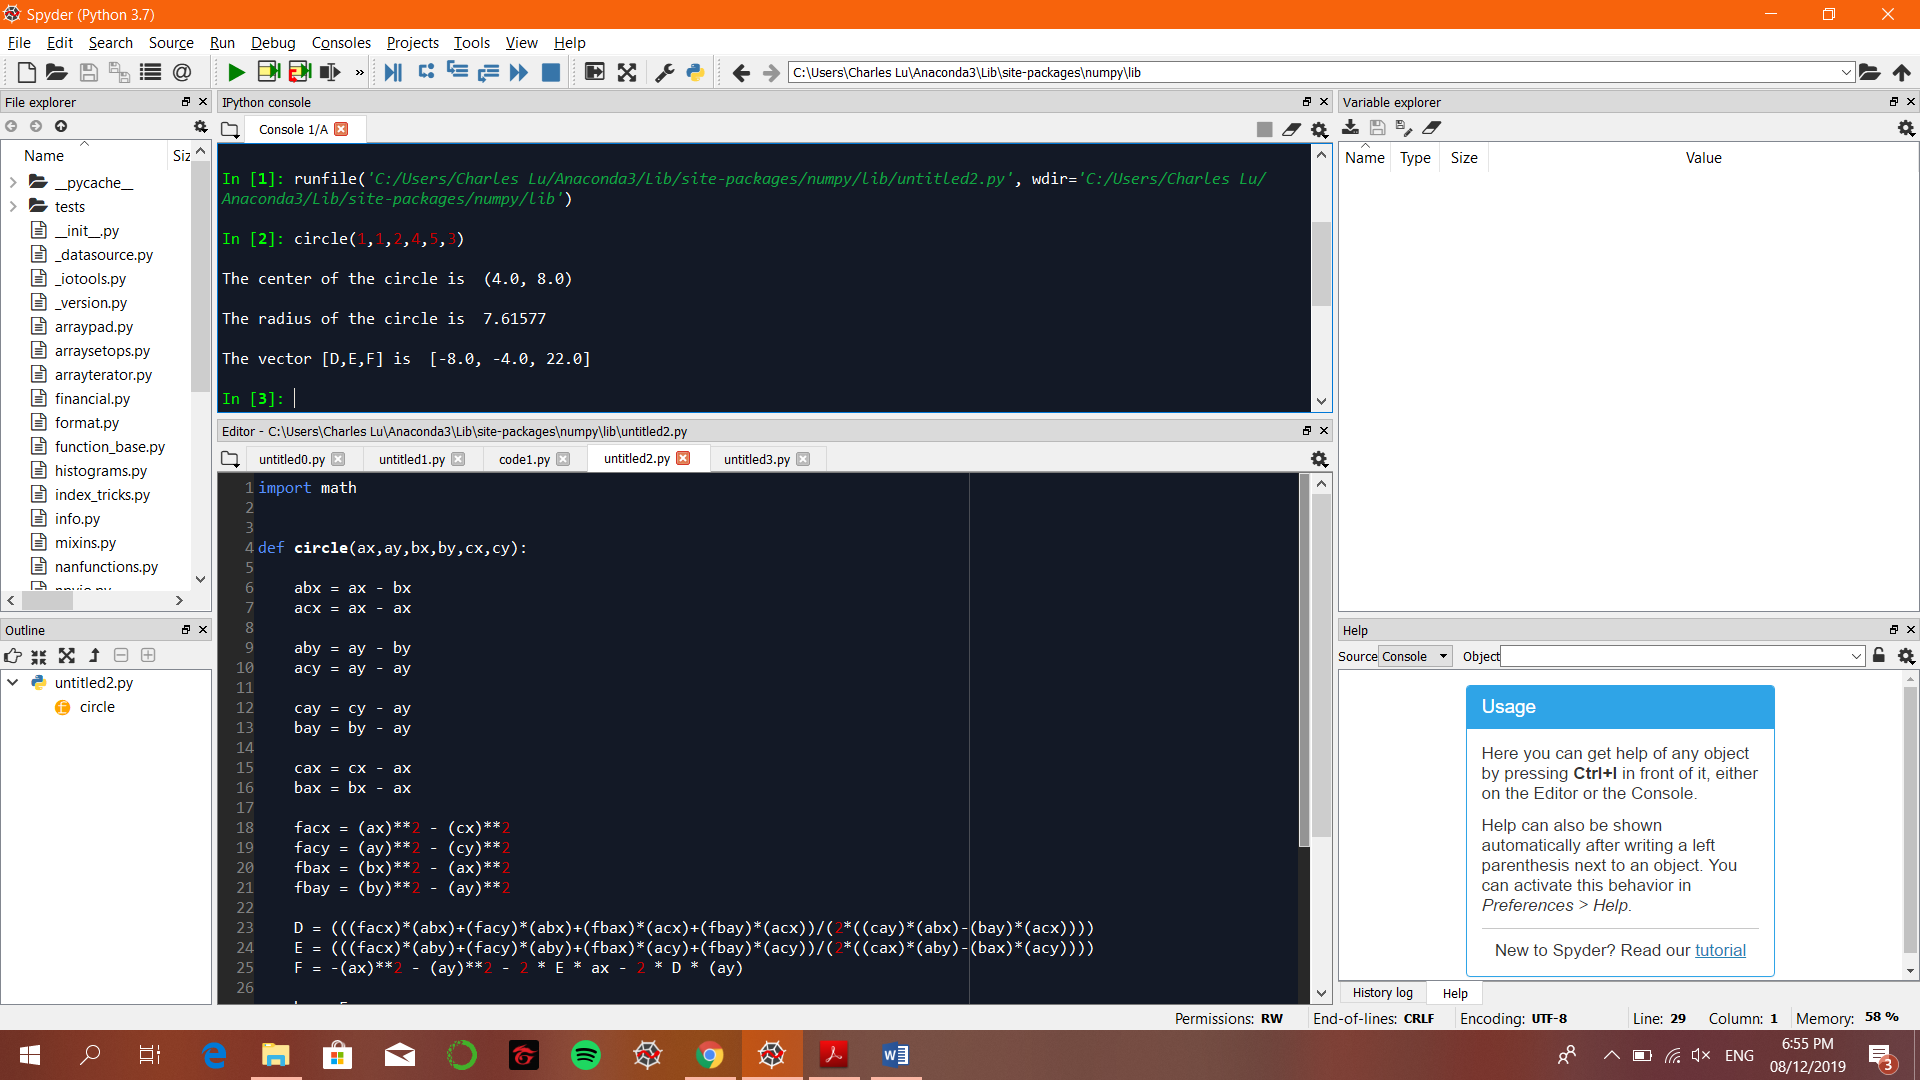 Spyder (Python 3.7)
File Edit Search Source Run Debug Consoles Projects Tools View Help
C:\Users\Charles Lu\Anaconda3\Lib\site-packages\numpy\lib
File explorer
Name Siz
__pycache__
tests
__init__.py
_datasource.py
_iotools.py
_version.py
arraypad.py
arraysetops.py
arrayterator.py
financial.py
format.py
function_base.py
histograms.py
index_tricks.py
info.py
mixins.py
nanfunctions.py
Outline
untitled2.py
circle
IPython console
Console 1/A
In [1]: runfile('C:/Users/Charles Lu/Anaconda3/Lib/site-packages/numpy/lib/untitled2.py', wdir='C:/Users/Charles Lu/
Anaconda3/Lib/site-packages/numpy/lib')
In [2]: circle(1,1,2,4,5,3)
The center of the circle is  (4.0, 8.0)
The radius of the circle is  7.61577
The vector [D,E,F] is  [-8.0, -4.0, 22.0]
In [3]:
Editor - C:\Users\Charles Lu\Anaconda3\Lib\site-packages\numpy\lib\untitled2.py
untitled0.py untitled1.py code1.py untitled2.py untitled3.py
1 import math
2
3
4 def circle(ax,ay,bx,by,cx,cy):
5
6     abx = ax - bx
7     acx = ax - ax
8
9     aby = ay - by
10     acy = ay - ay
11
12     cay = cy - ay
13     bay = by - ay
14
15     cax = cx - ax
16     bax = bx - ax
17
18     facx = (ax)**2 - (cx)**2
19     facy = (ay)**2 - (cy)**2
20     fbax = (bx)**2 - (ax)**2
21     fbay = (by)**2 - (ay)**2
22
23     D = (((facx)*(abx)+(facy)*(abx)+(fbax)*(acx)+(fbay)*(acx))/(2*((cay)*(abx)-(bay)*(acx))))
24     E = (((facx)*(aby)+(facy)*(aby)+(fbax)*(acy)+(fbay)*(acy))/(2*((cax)*(aby)-(bax)*(acy))))
25     F = -(ax)**2 - (ay)**2 - 2 * E * ax - 2 * D * (ay)
26
Variable explorer
Name Type Size Value
Help
Source Console Object
Usage
Here you can get help of any object
by pressing Ctrl+I in front of it, either
on the Editor or the Console.
Help can also be shown
automatically after writing a left
parenthesis next to an object. You
can activate this behavior in
Preferences > Help.
New to Spyder? Read our tutorial
History log Help
Permissions: RW End-of-lines: CRLF Encoding: UTF-8 Line: 29 Column: 1 Memory: 58 %
ENG
6:55 PM
08/12/2019
3